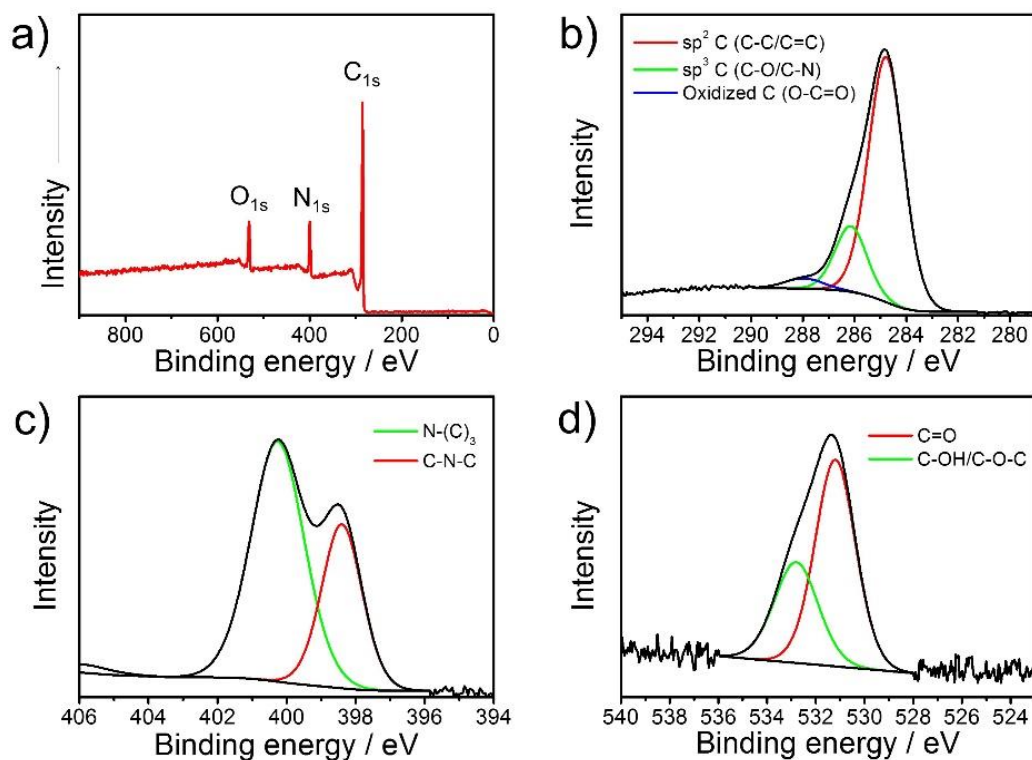 a)
Intensity
O1s
N1s
C1s
800 600 400 200 0
Binding energy / eV
b)
sp2 C (C-C/C=C)
sp3 C (C-O/C-N)
Oxidized C (O-C=O)
Intensity
294 292 290 288 286 284 282 280
Binding energy / eV
c)
N-(C)3
C-N-C
Intensity
406 404 402 400 398 396 394
Binding energy / eV
d)
C=O
C-OH/C-O-C
Intensity
540 538 536 534 532 530 528 526 524
Binding energy / eV